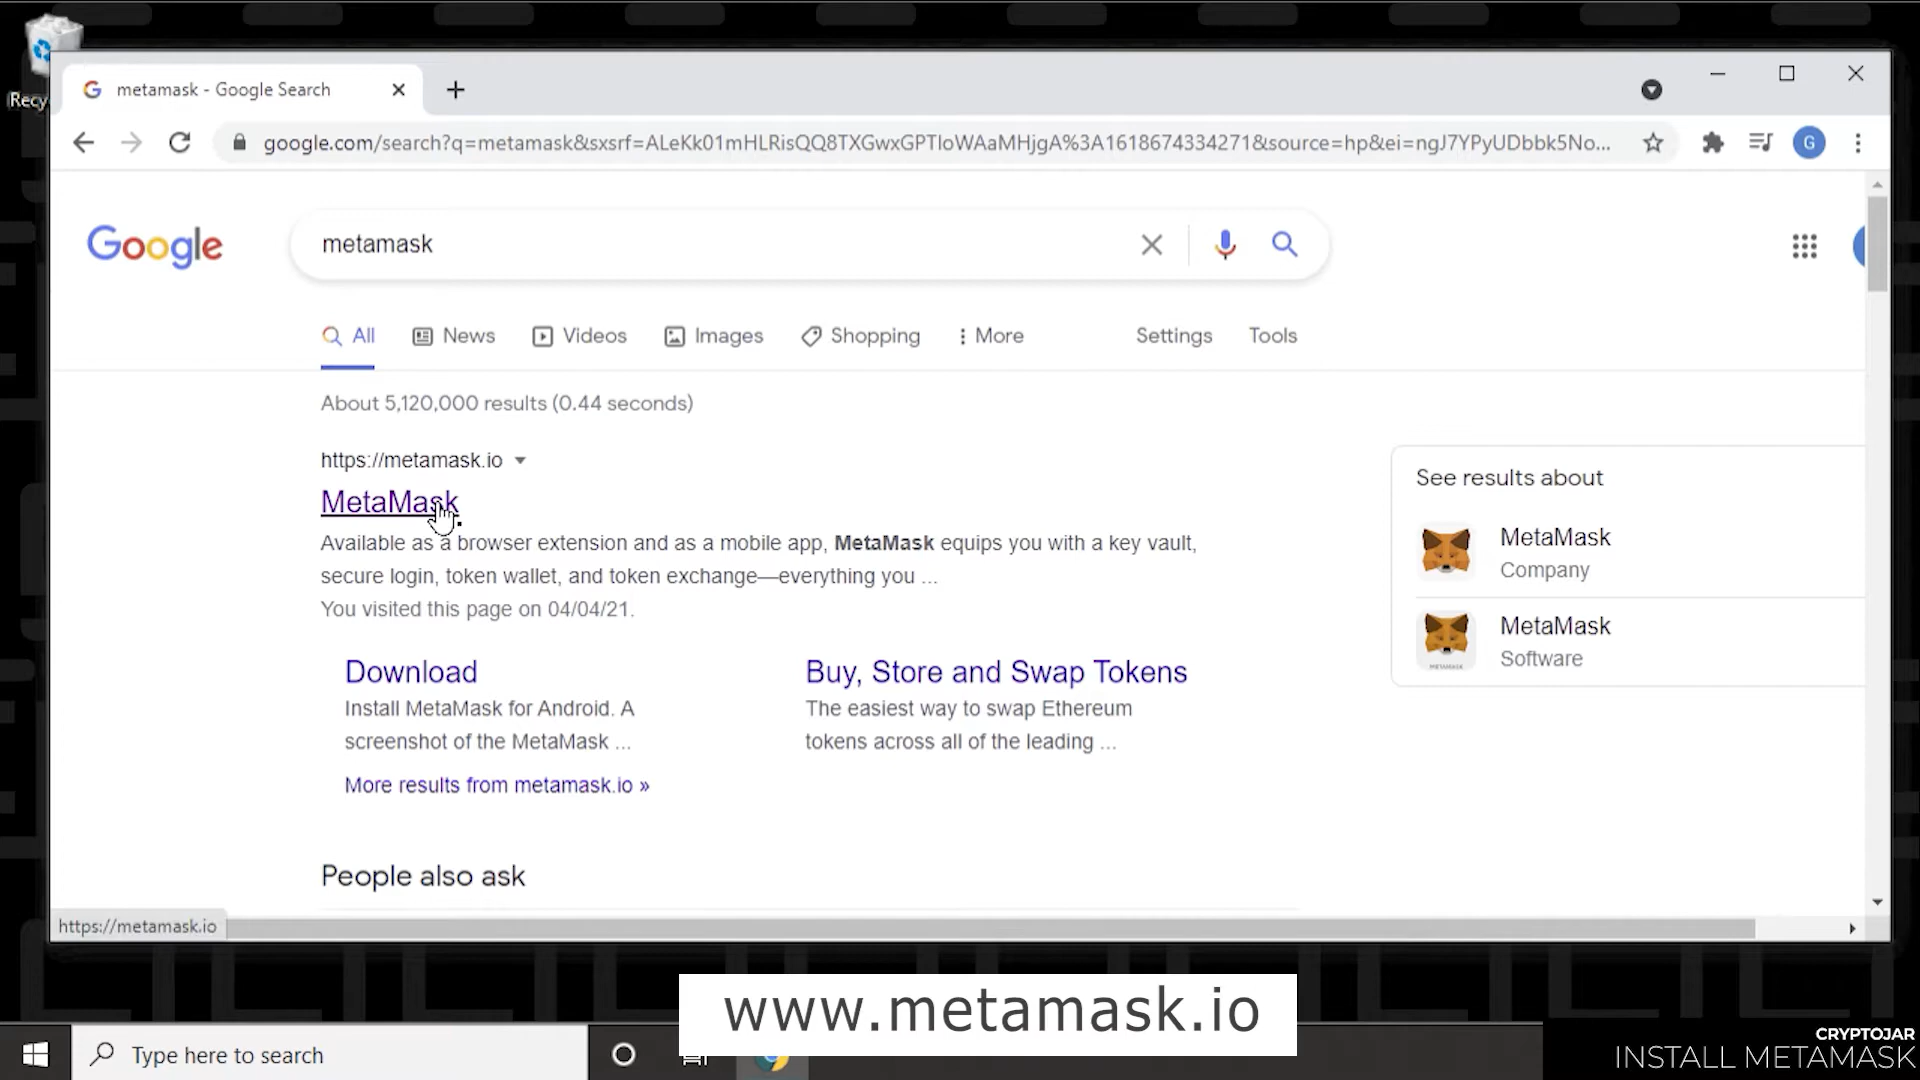 Recy
metamask - Google Search
google.com/search?q=metamask&sxsrf=ALeKk01mHLRisQQ8TXGwxGPTIoWAaMHjgA%3A1618674334271&source=hp&ei=ngJ7YPyUDbbk5No...
G
Google
metamask
All
News
Videos
Images
Shopping
More
Settings
Tools
About 5,120,000 results (0.44 seconds)
https://metamask.io
MetaMask
Available as a browser extension and as a mobile app, MetaMask equips you with a key vault,
secure login, token wallet, and token exchange—everything you ...
You visited this page on 04/04/21.
Download
Install MetaMask for Android. A
screenshot of the MetaMask ...
More results from metamask.io »
Buy, Store and Swap Tokens
The easiest way to swap Ethereum
tokens across all of the leading ...
People also ask
See results about
MetaMask
Company
METAMASK
MetaMask
Software
https://metamask.io
www.metamask.io
Type here to search
CRYPTOJAR
INSTALL METAMASK